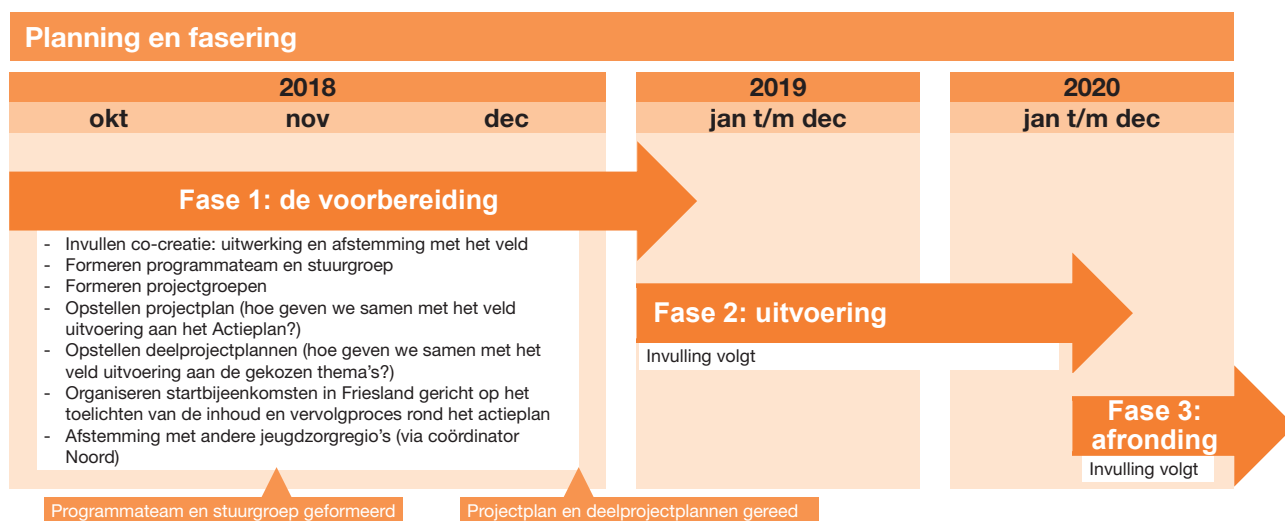 Planning en fasering
2018
okt nov dec
2019
jan t/m dec
2020
jan t/m dec
Fase 1: de voorbereiding
- Invullen co-creatie: uitwerking en afstemming met het veld
- Formeren programmateam en stuurgroep
- Formeren projectgroepen
- Opstellen projectplan (hoe geven we samen met het veld
uitvoering aan het Actieplan?)
- Opstellen deelprojectplannen (hoe geven we samen met het
veld uitvoering aan de gekozen thema's?)
- Organiseren startbijeenkomsten in Friesland gericht op het
toelichten van de inhoud en vervolgproces rond het actieplan
- Afstemming met andere jeugdzorgregio's (via coördinator
Noord)
Programmateam en stuurgroep geformeerd
Projectplan en deelprojectplannen gereed
Fase 2: uitvoering
Invulling volgt
Fase 3:
afronding
Invulling volgt